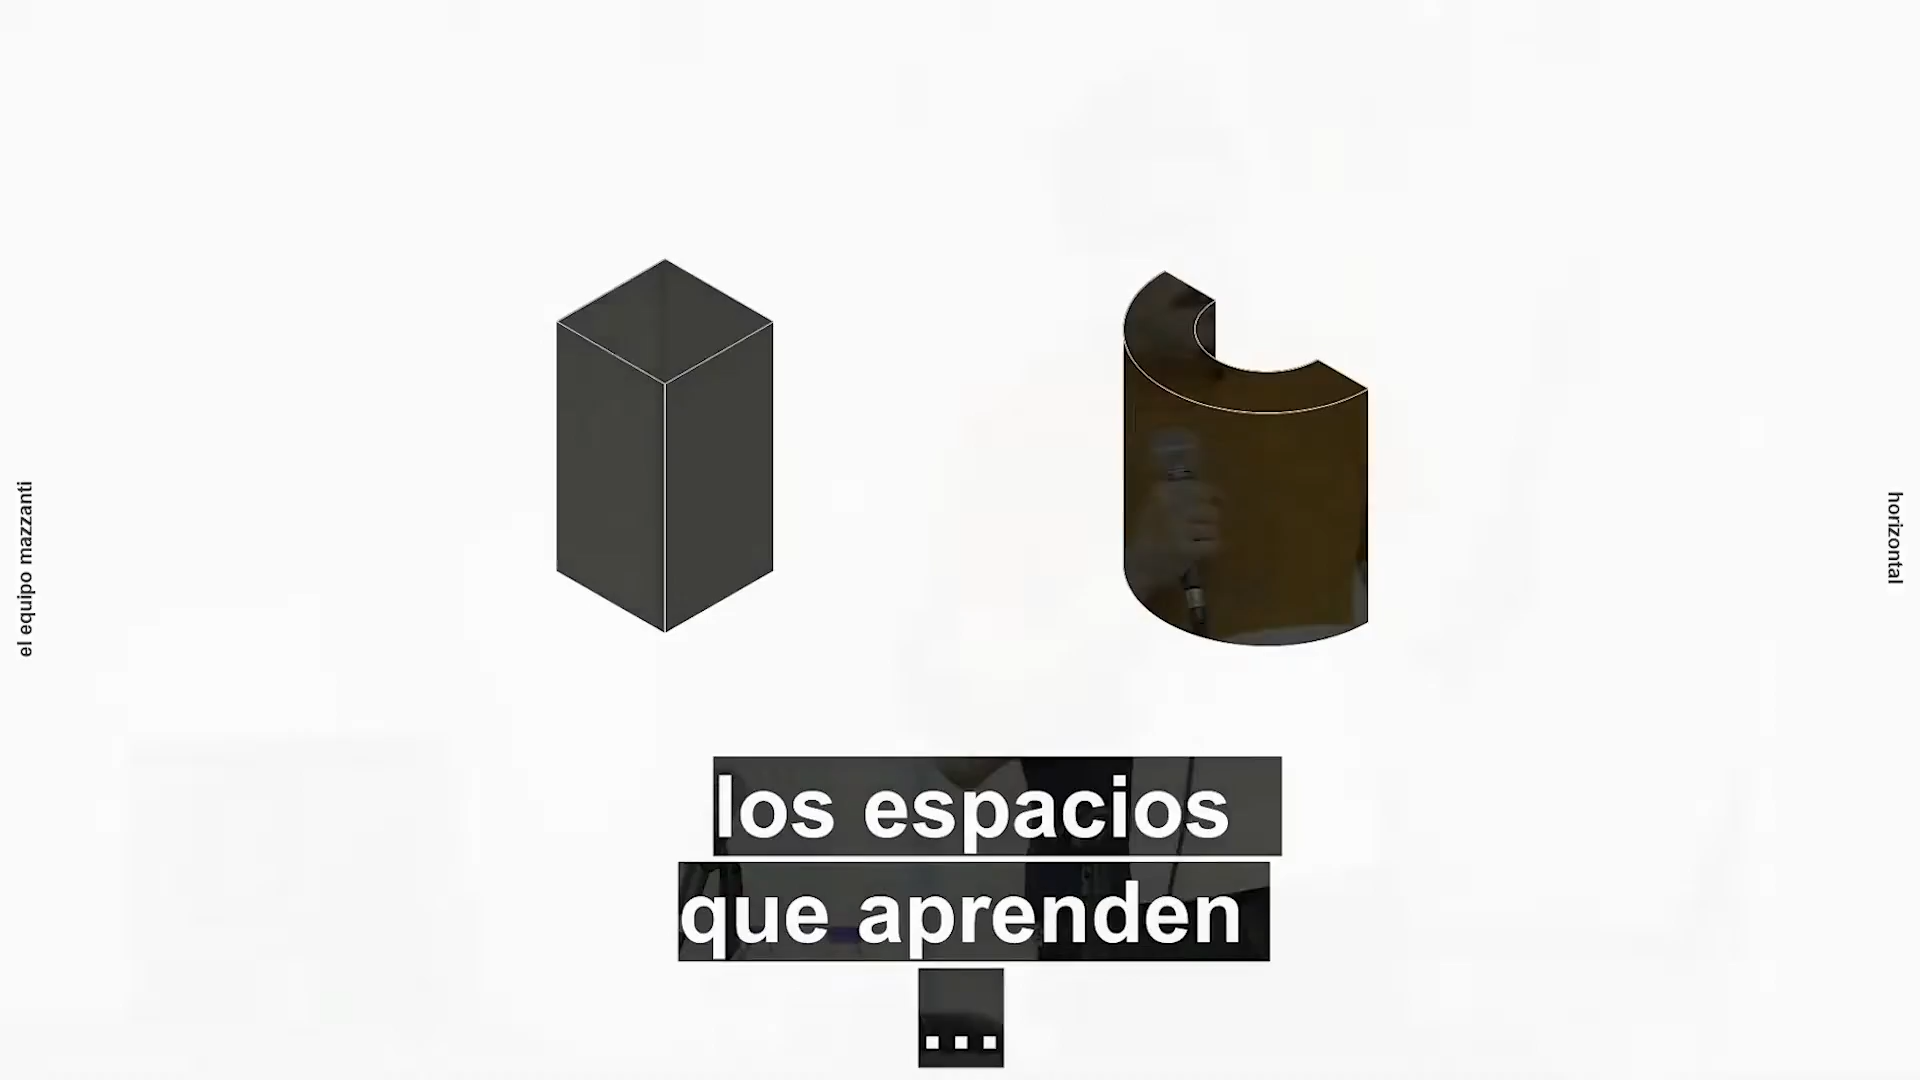 el equipo mazzanti
horizontal
los espacios
que aprenden
...